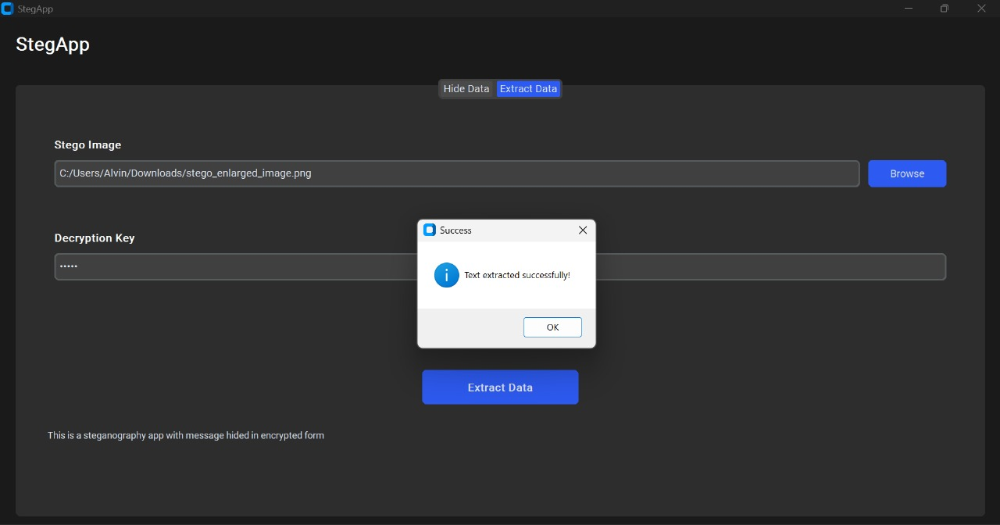 StegApp
StegApp
Hide Data Extract Data
Stego Image
C:/Users/Alvin/Downloads/stego_enlarged_image.png
Browse
Decryption Key
•••••
Success
Text extracted successfully!
OK
Extract Data
This is a steganography app with message hided in encrypted form